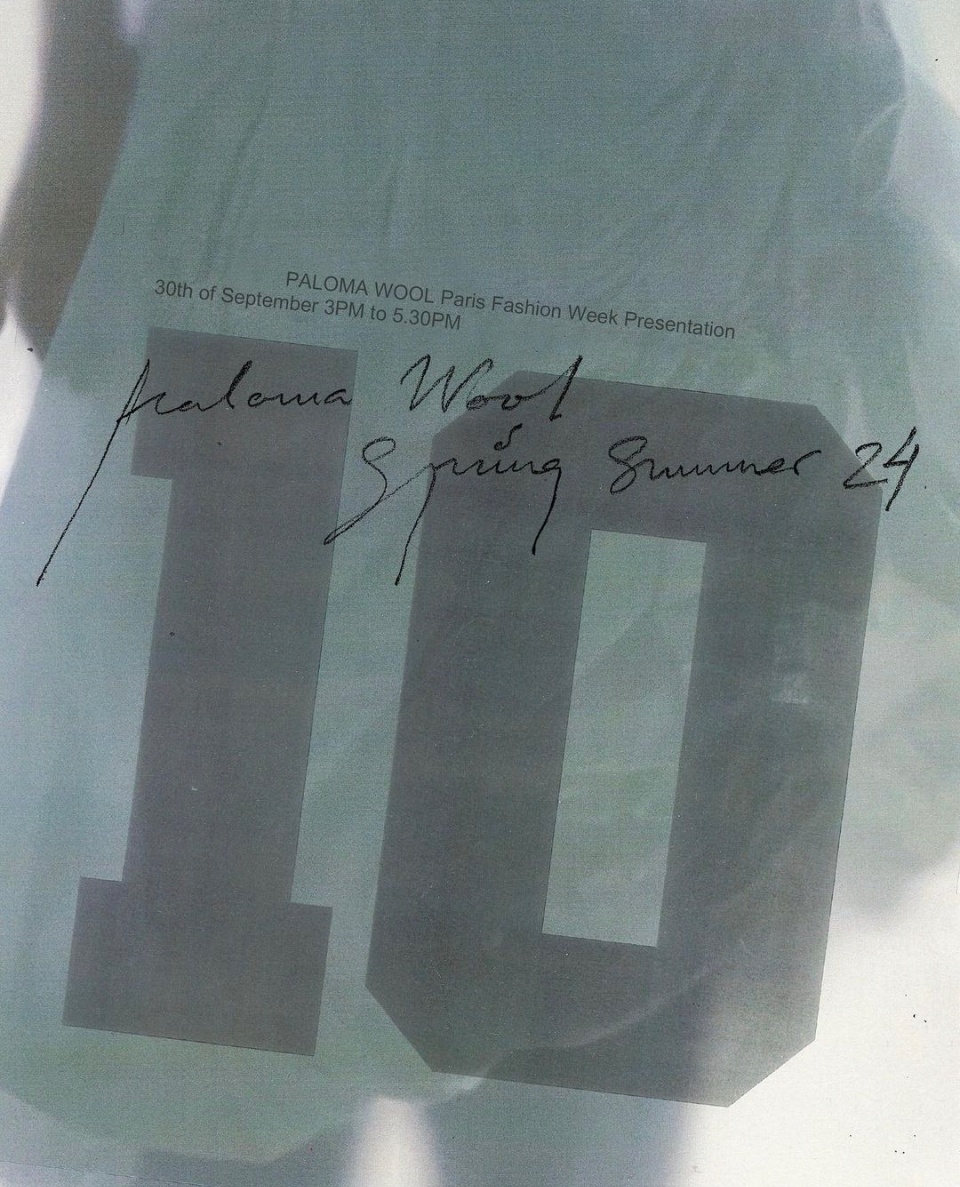 PALOMA WOOL Paris Fashion Week Presentation
30th of September 3PM to 5.30PM
Paloma Wool
Spring Summer 24
10